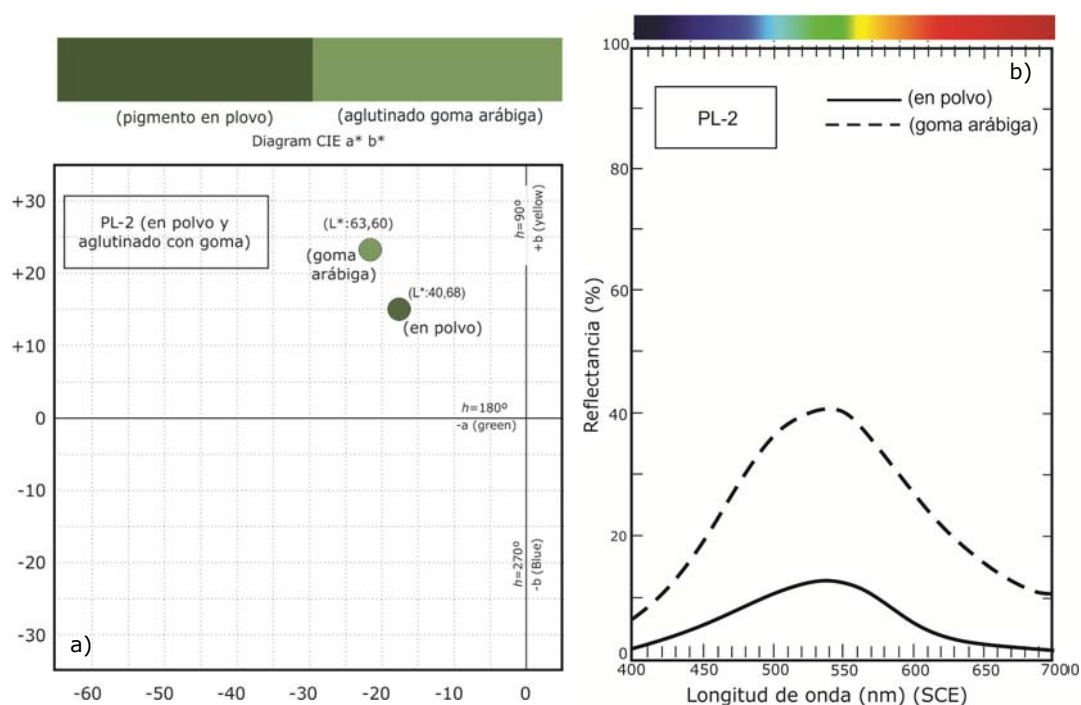 (pigmento en plovo)
(aglutinado goma arábiga)
Diagram CIE a* b*
+30
+20
+10
0
-10
-20
-30
PL-2 (en polvo y
aglutinado con goma)
(L*:63,60)
(goma
arábiga)
(L*:40,68)
(en polvo)
h=90º
+b (yellow)
h=180º
-a (green)
h=270º
-b (Blue)
a)
-60
-50
-40
-30
-20
-10
0
b)
100
80
60
40
20
0
Reflectancia (%)
PL-2
(en polvo)
(goma arábiga)
400
450
500
550
600
650
70000
Longitud de onda (nm) (SCE)